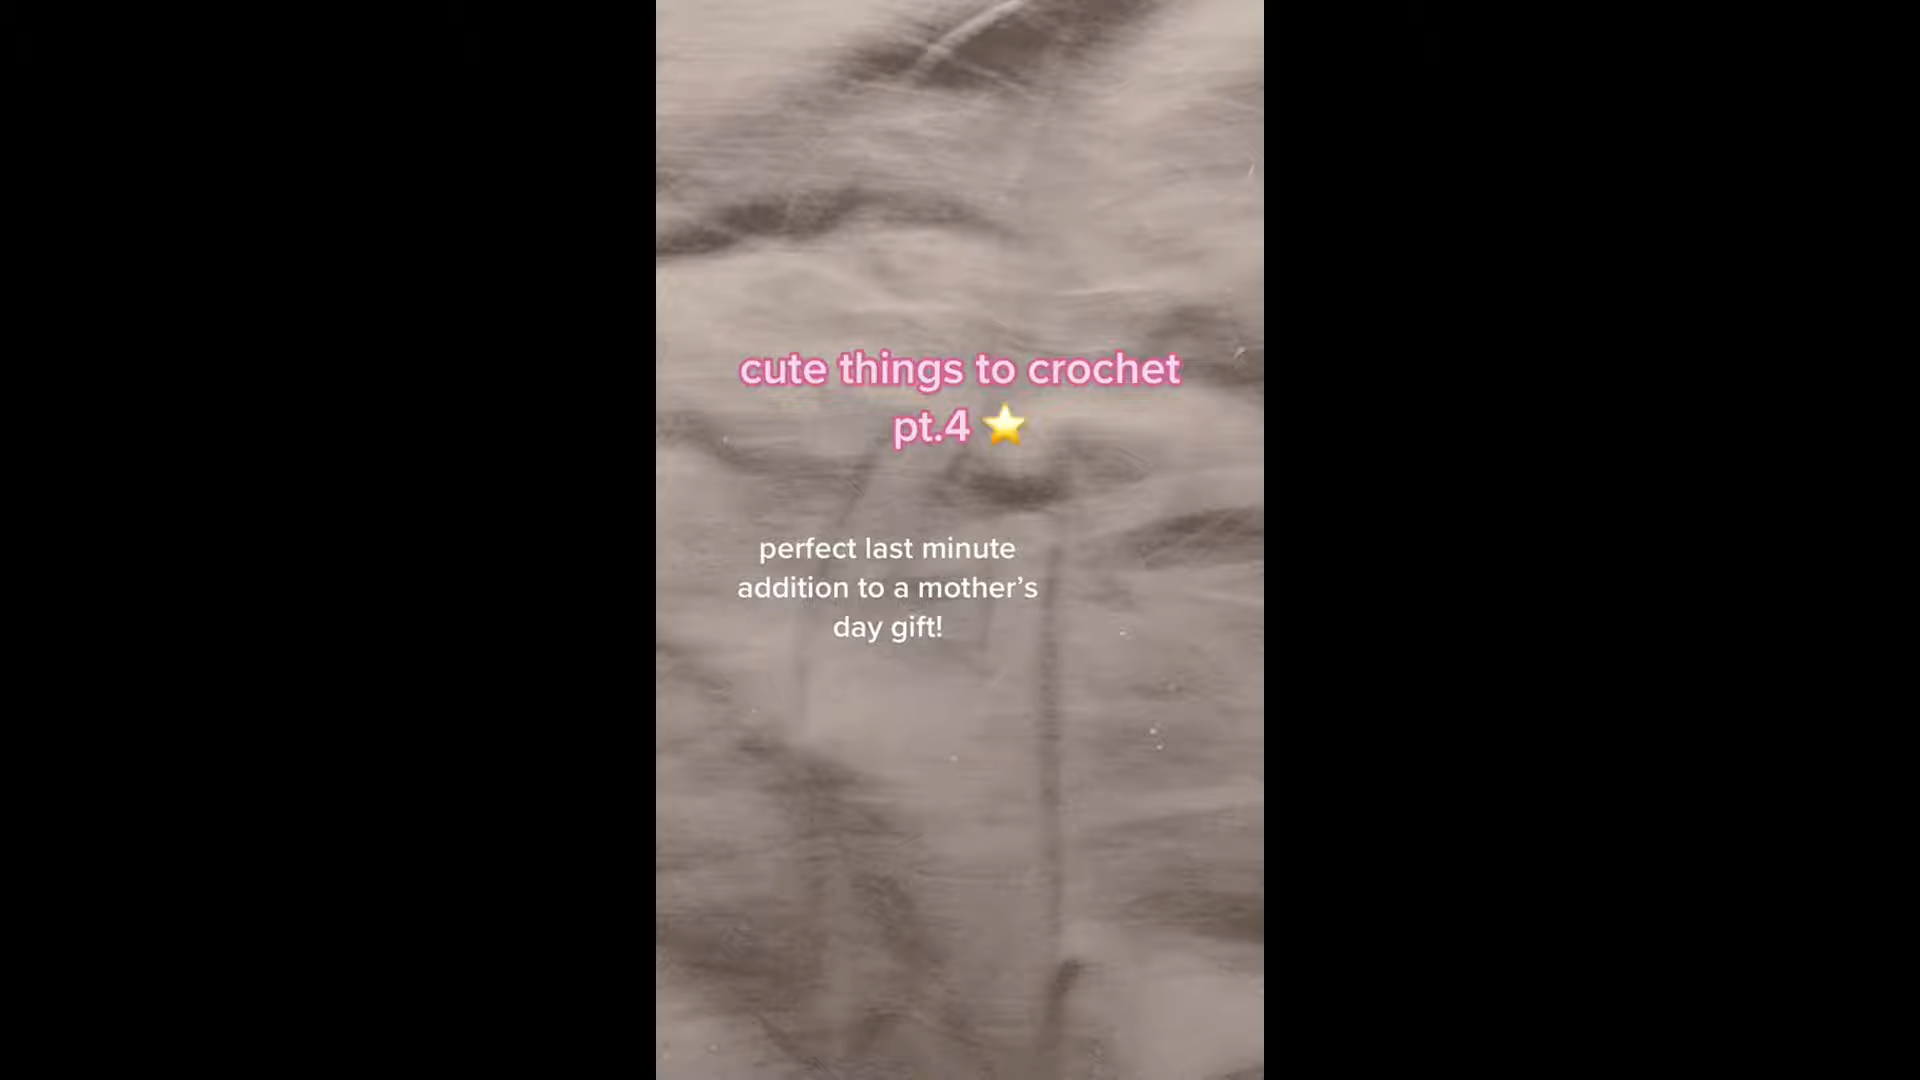 cute things to crochet
pt.4 ⭐
perfect last minute
addition to a mother’s
day gift!